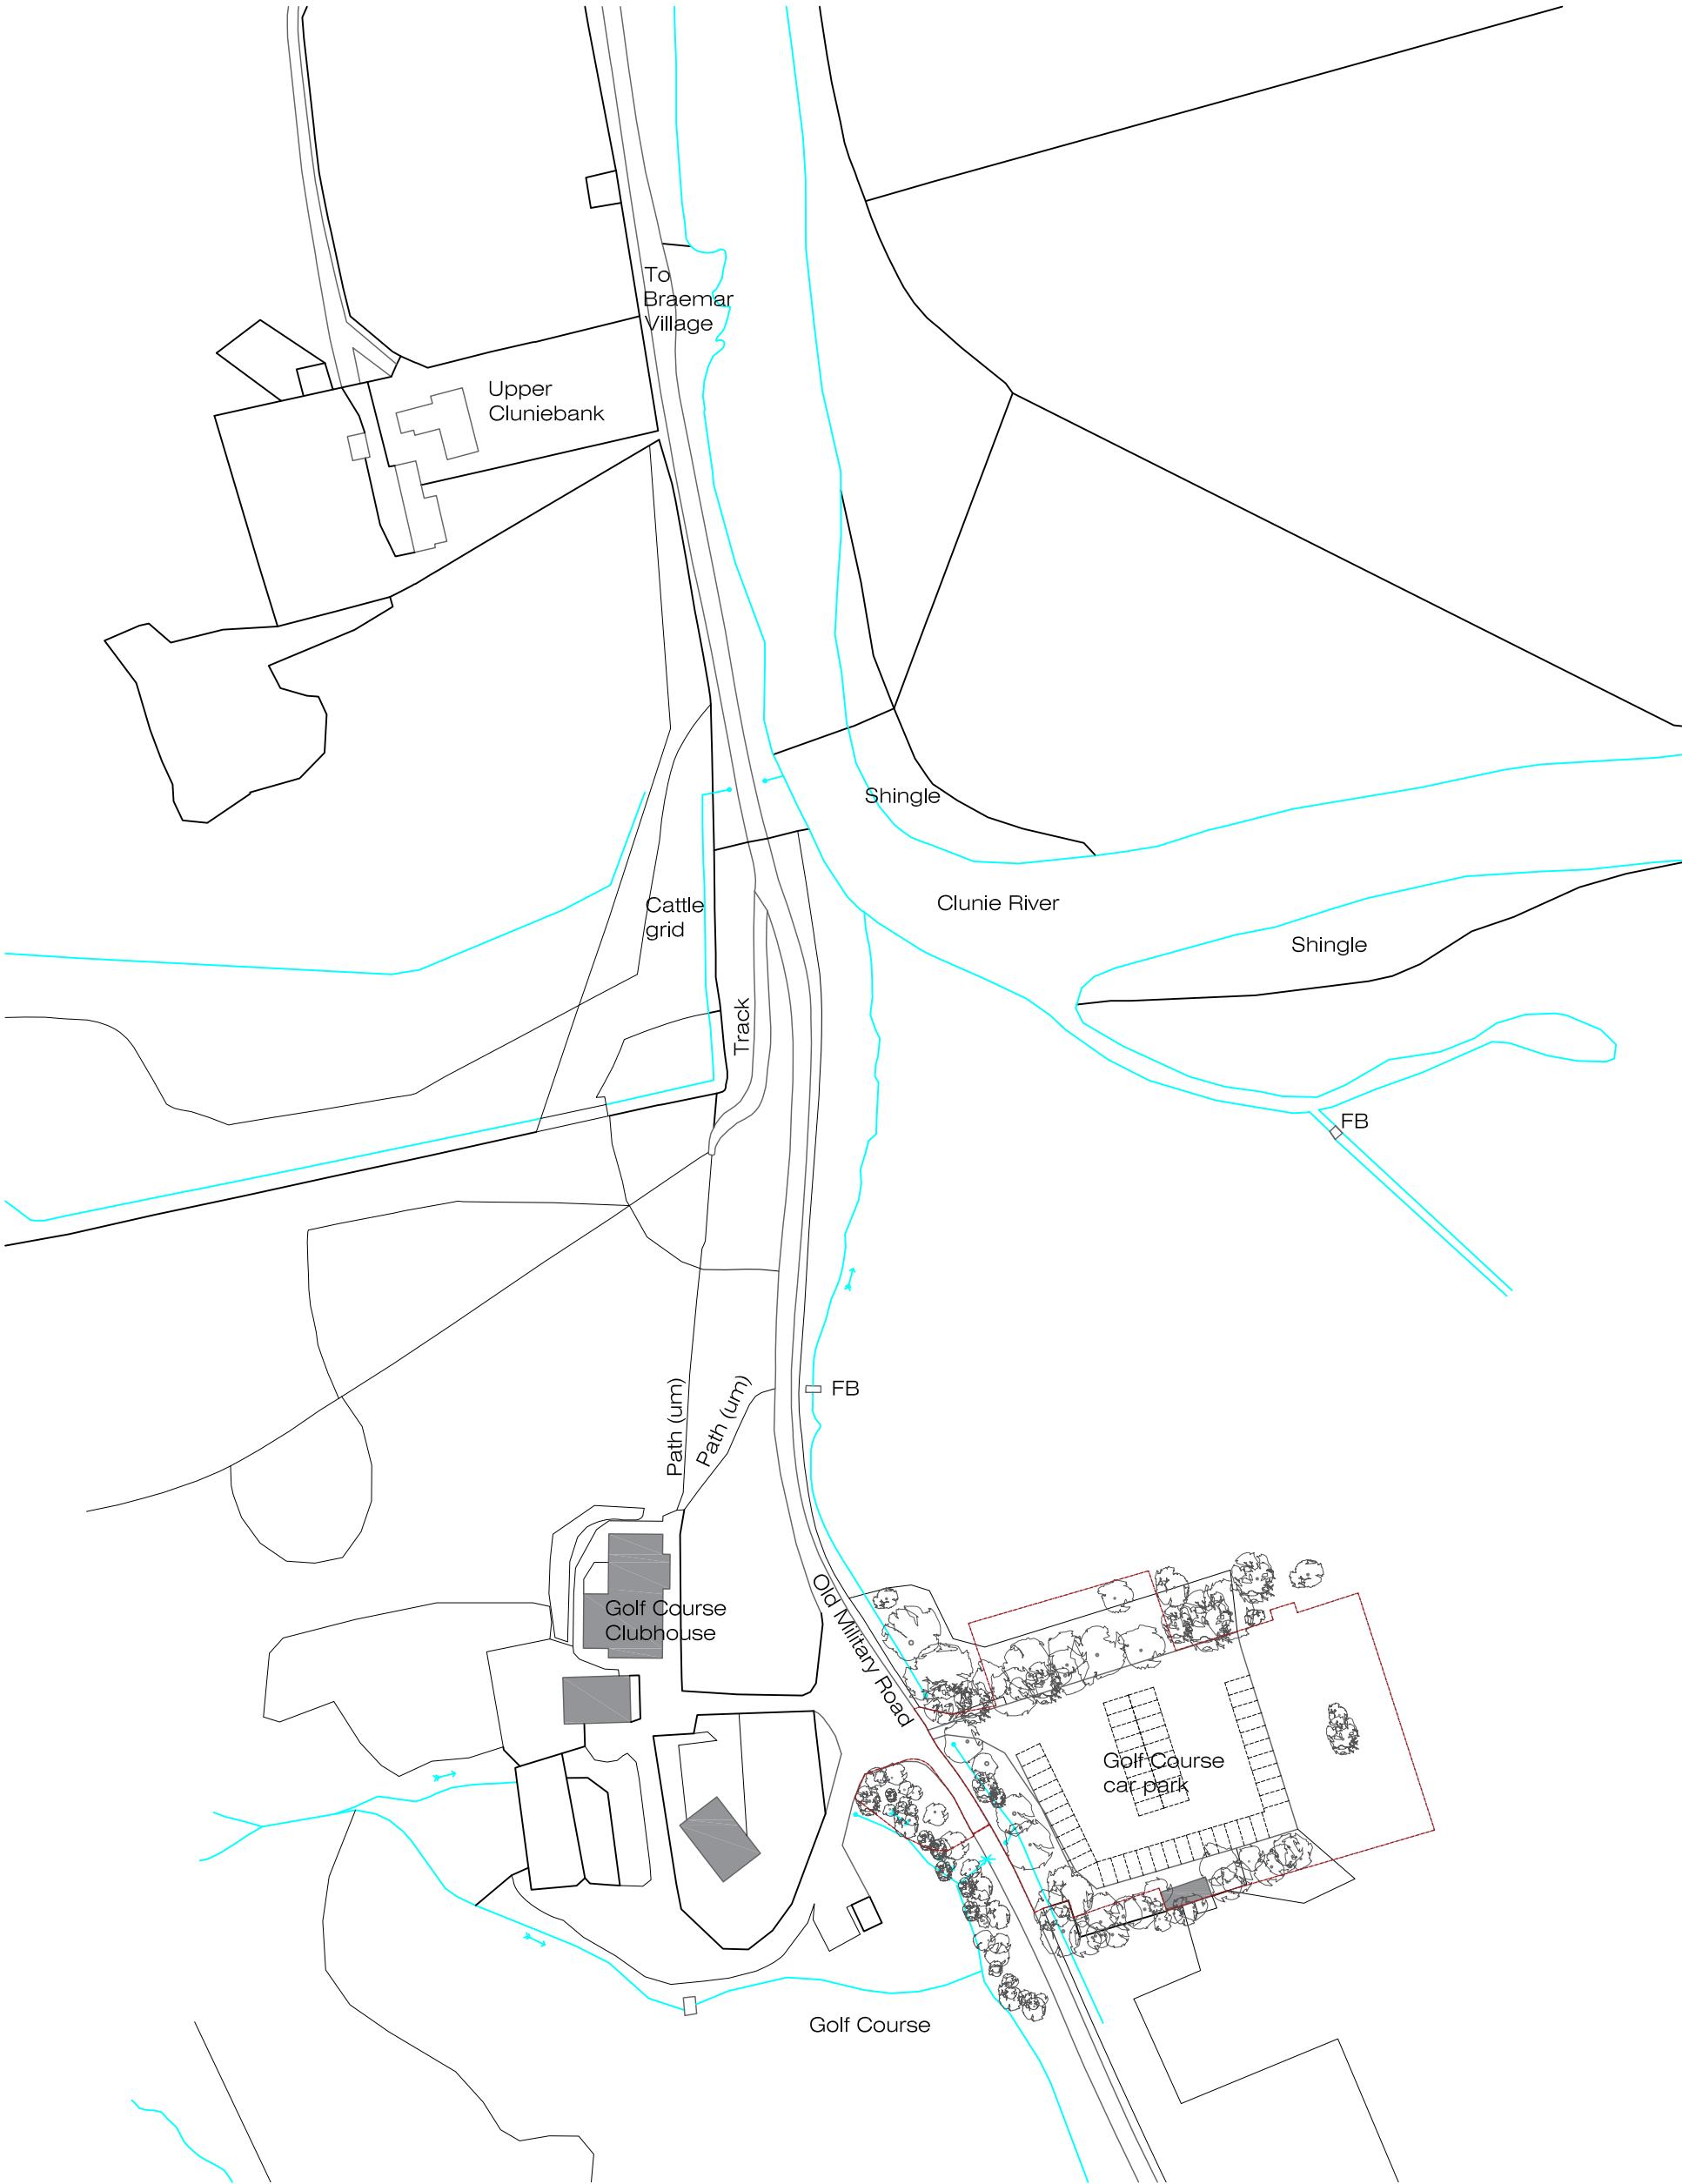 To
Braemar
Village
Upper
Cluniebank
Shingle
Cattle
grid
Clunie River
Shingle
Track
FB
FB
Path (um)
Path (um)
Old Military Road
Golf Course
Clubhouse
Golf Course
car park
Golf Course